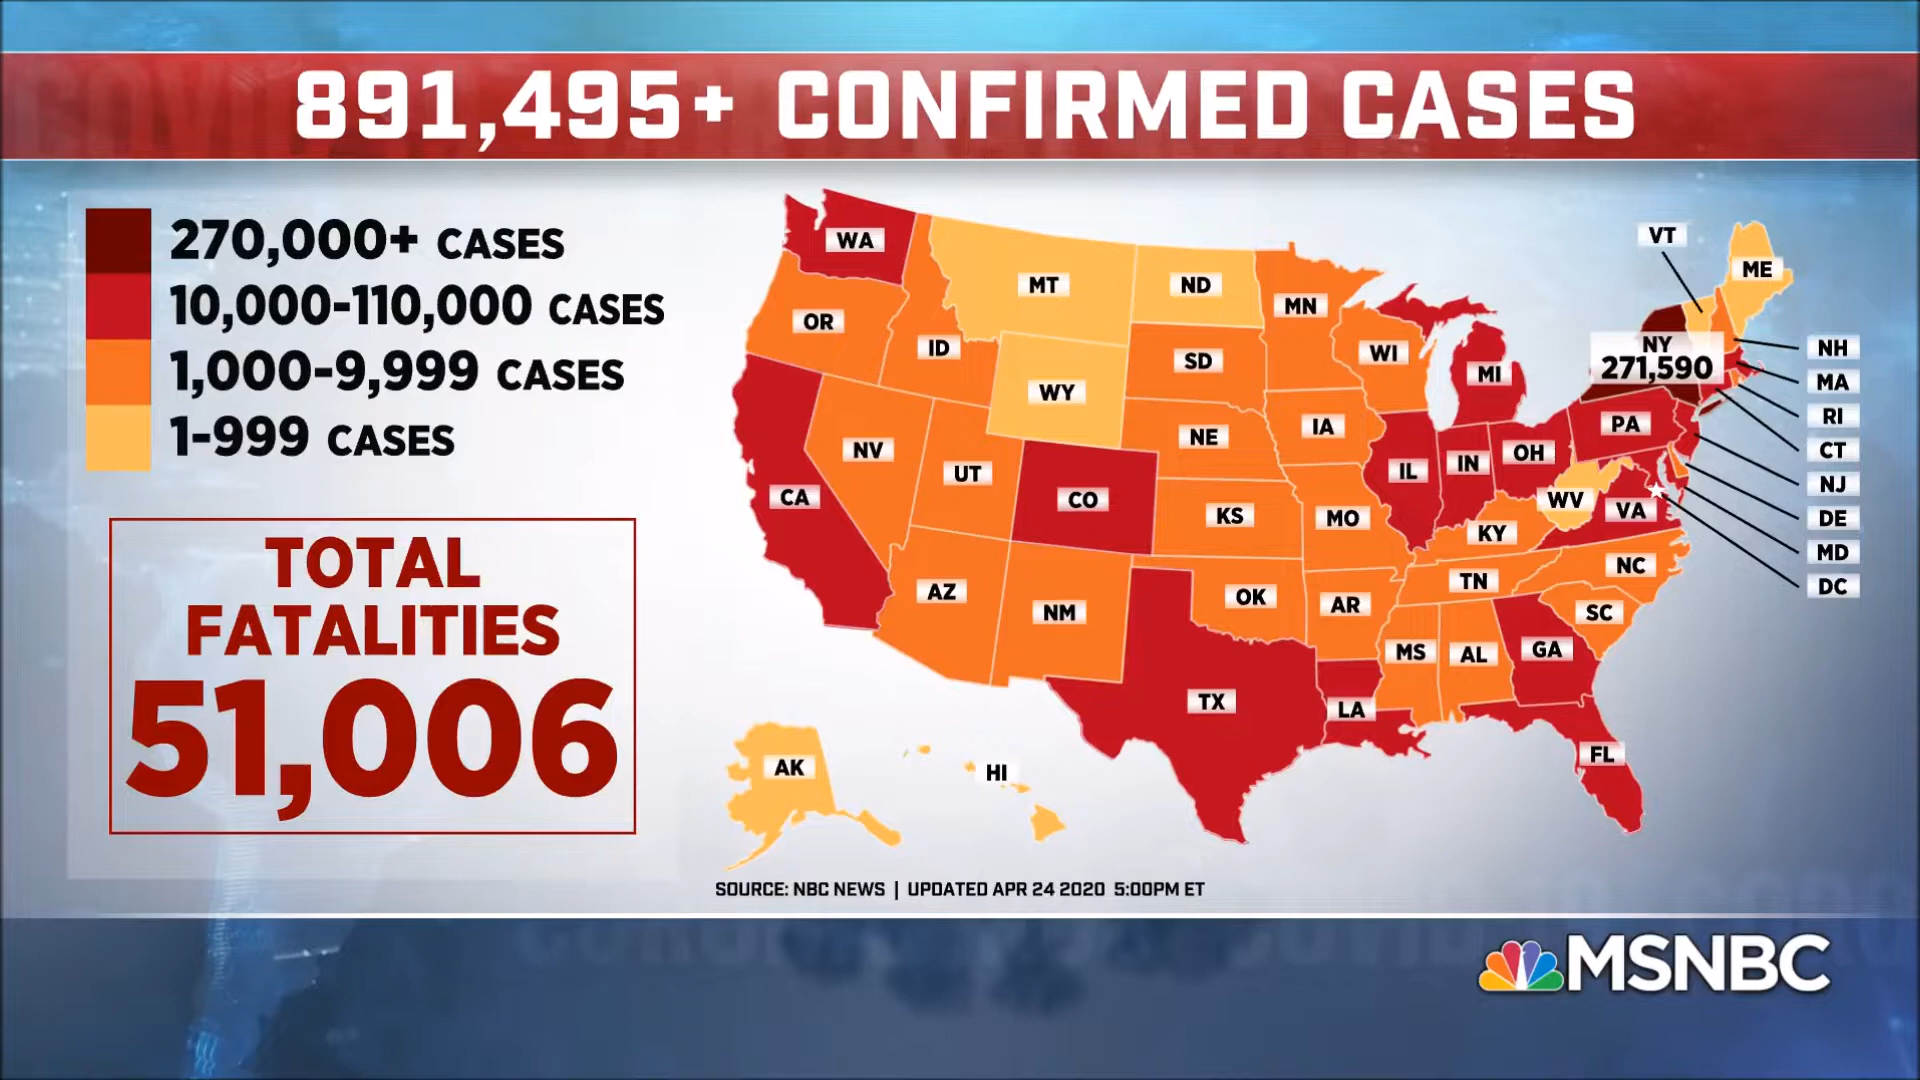 891,495+ CONFIRMED CASES
270,000+ CASES
10,000-110,000 CASES
1,000-9,999 CASES
1-999 CASES
TOTAL
FATALITIES
51,006
WA
OR
ID
MT
ND
MN
SD
WY
WI
MI
VT
ME
NY
271,590
NH
MA
RI
CT
NJ
DE
MD
DC
NV
UT
CA
CO
NE
IA
KS
MO
IL
IN
OH
PA
WV
VA
KY
NC
TN
SC
AZ
NM
OK
AR
MS
AL
GA
TX
LA
FL
AK
HI
SOURCE: NBC NEWS | UPDATED APR 24 2020 5:00PM ET
MSNBC